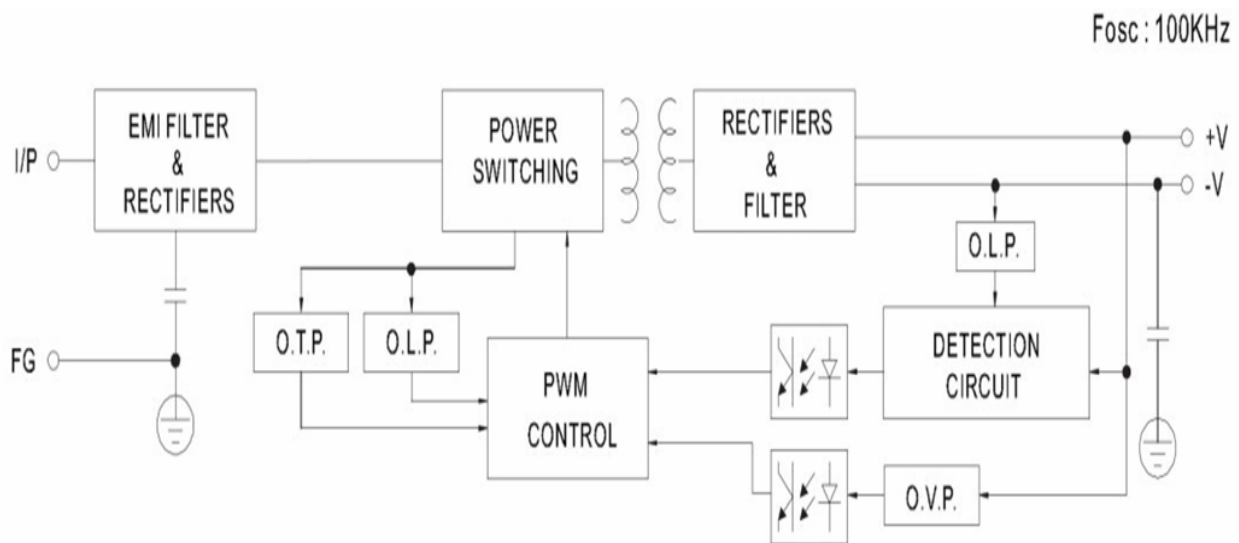 Fosc : 100KHz
EMI FILTER
&
RECTIFIERS
POWER
SWITCHING
RECTIFIERS
&
FILTER
I/P
+V
-V
O.L.P.
O.T.P.
O.L.P.
FG
PWM
CONTROL
DETECTION
CIRCUIT
O.V.P.